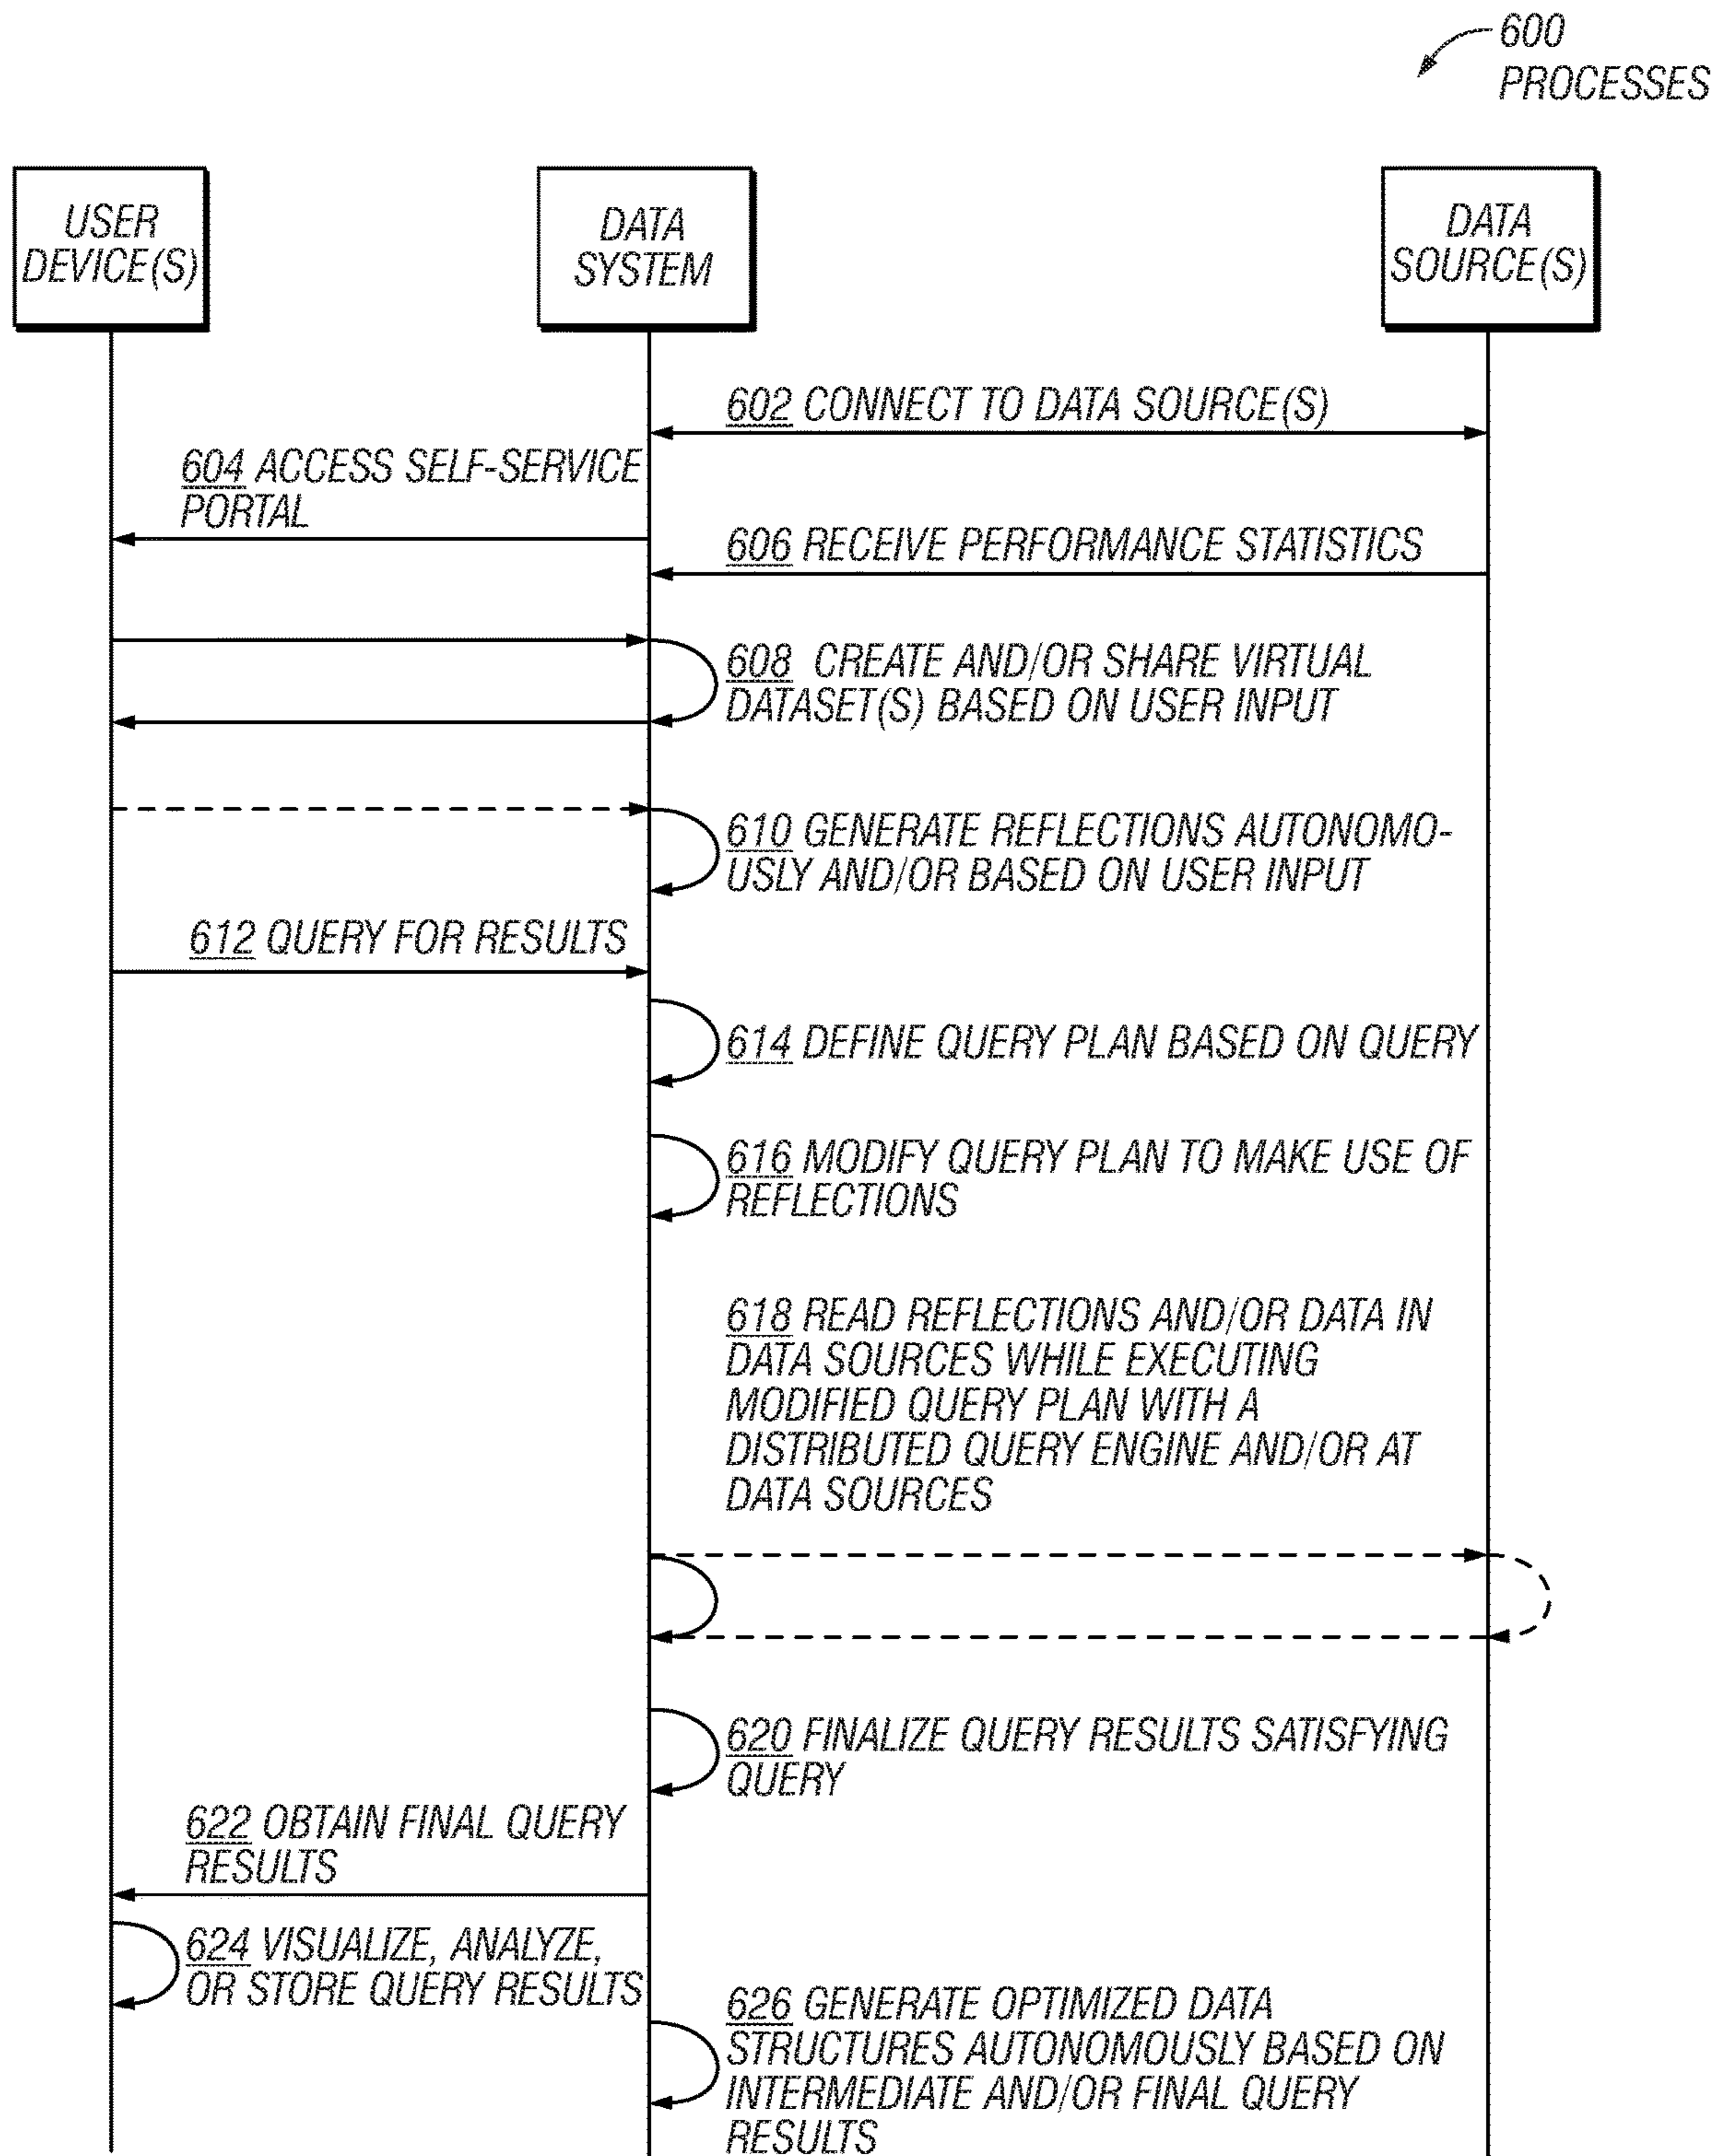 600
PROCESSES
USER
DEVICE(S)
DATA
SYSTEM
DATA
SOURCE(S)
602 CONNECT TO DATA SOURCE(S)
604 ACCESS SELF-SERVICE
PORTAL
606 RECEIVE PERFORMANCE STATISTICS
608 CREATE AND/OR SHARE VIRTUAL
DATASET(S) BASED ON USER INPUT
610 GENERATE REFLECTIONS AUTONOMO-
USLY AND/OR BASED ON USER INPUT
612 QUERY FOR RESULTS
614 DEFINE QUERY PLAN BASED ON QUERY
616 MODIFY QUERY PLAN TO MAKE USE OF
REFLECTIONS
618 READ REFLECTIONS AND/OR DATA IN
DATA SOURCES WHILE EXECUTING
MODIFIED QUERY PLAN WITH A
DISTRIBUTED QUERY ENGINE AND/OR AT
DATA SOURCES
620 FINALIZE QUERY RESULTS SATISFYING
QUERY
622 OBTAIN FINAL QUERY
RESULTS
624 VISUALIZE, ANALYZE,
OR STORE QUERY RESULTS
626 GENERATE OPTIMIZED DATA
STRUCTURES AUTONOMOUSLY BASED ON
INTERMEDIATE AND/OR FINAL QUERY
RESULTS